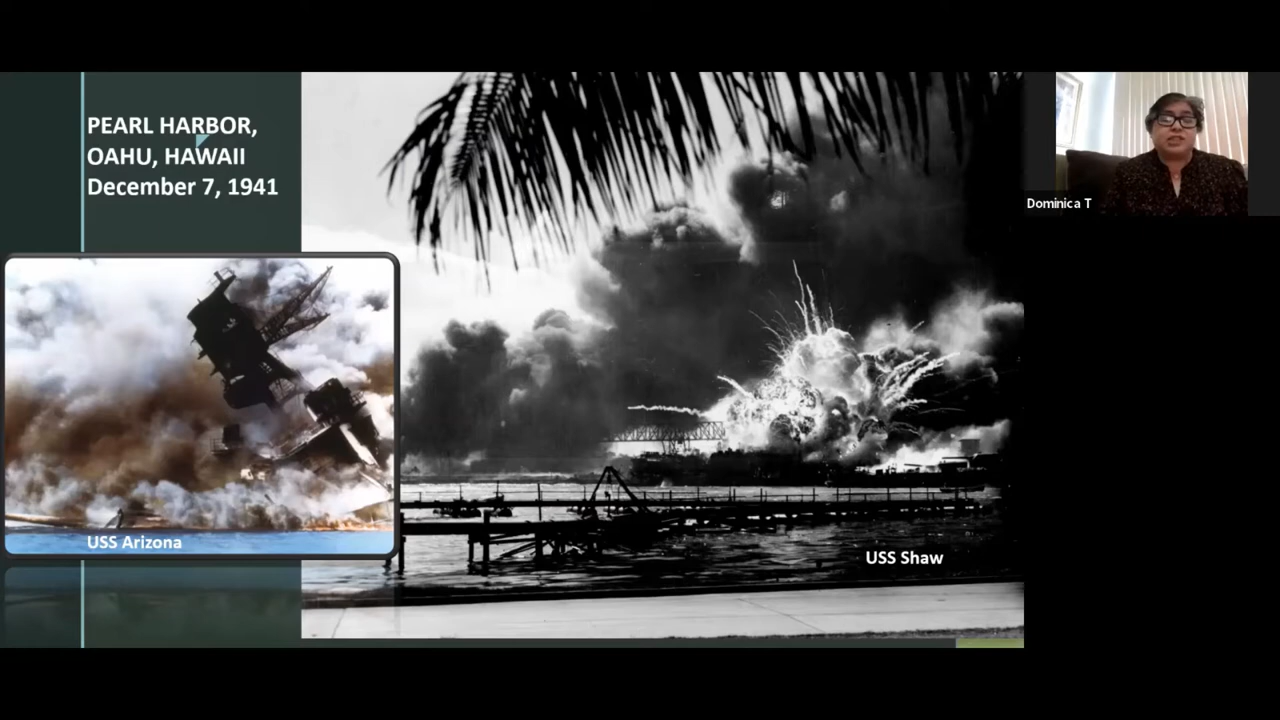 PEARL HARBOR,
OAHU, HAWAII
December 7, 1941
USS Arizona
USS Shaw
Dominica T